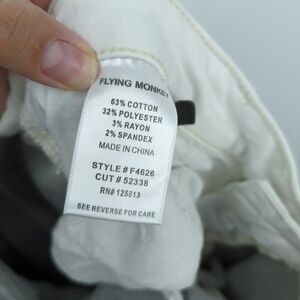 FLYING MONKEY
63% COTTON
32% POLYESTER
3% RAYON
2% SPANDEX
MADE IN CHINA
STYLE # F4626
CUT # 52338
RN# 125813
SEE REVERSE FOR CARE